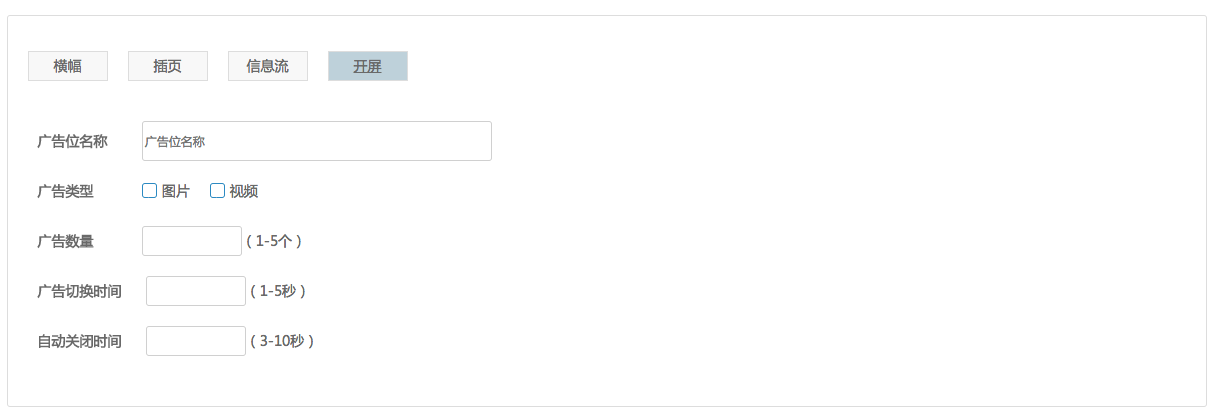 横幅 插页 信息流 开屏
广告位名称 广告位名称
广告类型 图片 视频
广告数量 （1-5个）
广告切换时间 （1-5秒）
自动关闭时间 （3-10秒）